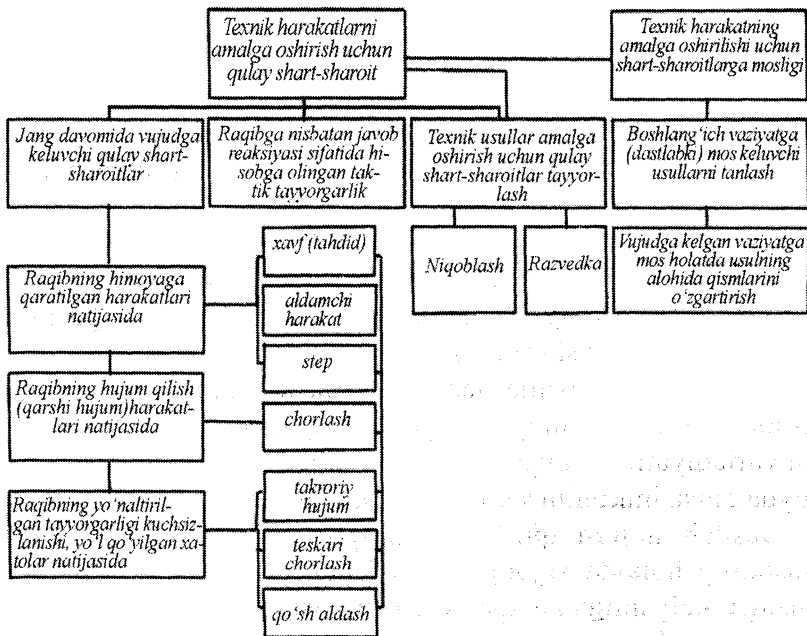 Texnik harakatlarni
amalga oshirish uchun
qulay shart-sharoit
Texnik harakatning
amalga oshirilishi uchun
shart-sharoitlarga mosligi
Jang davomida vujudga
keluvchi qulay shart-
sharoitlar
Raqibga nisbatan javob
reaksiyasi sifatida hi-
sobga olingan tak-
tik tayyorgarlik
Texnik usullar amalga
oshirish uchun qulay
shart-sharoitlar tayyor-
lash
Boshlang‘ich vaziyatga
(dastlabki) mos keluvchi
usullarni tanlash
Niqoblash
Razvedka
Vujudga kelgan vaziyatga
mos holatda usulning
alohida qismlarini
o‘zgartirish
Raqibning himoyaga
qaratilgan harakatlari
natijasida
xavf (tahdid)
aldamchi
harakat
step
Raqibning hujum qilish
(qarshi hujum)harakat-
lari natijasida
chorlash
Raqibning yo‘naltiril-
gan tayyorgarligi kuchsiz-
lanishi, yo‘l qo‘yilgan xa-
tolar natijasida
takroriy
hujum
teskari
chorlash
qo‘sh aldash